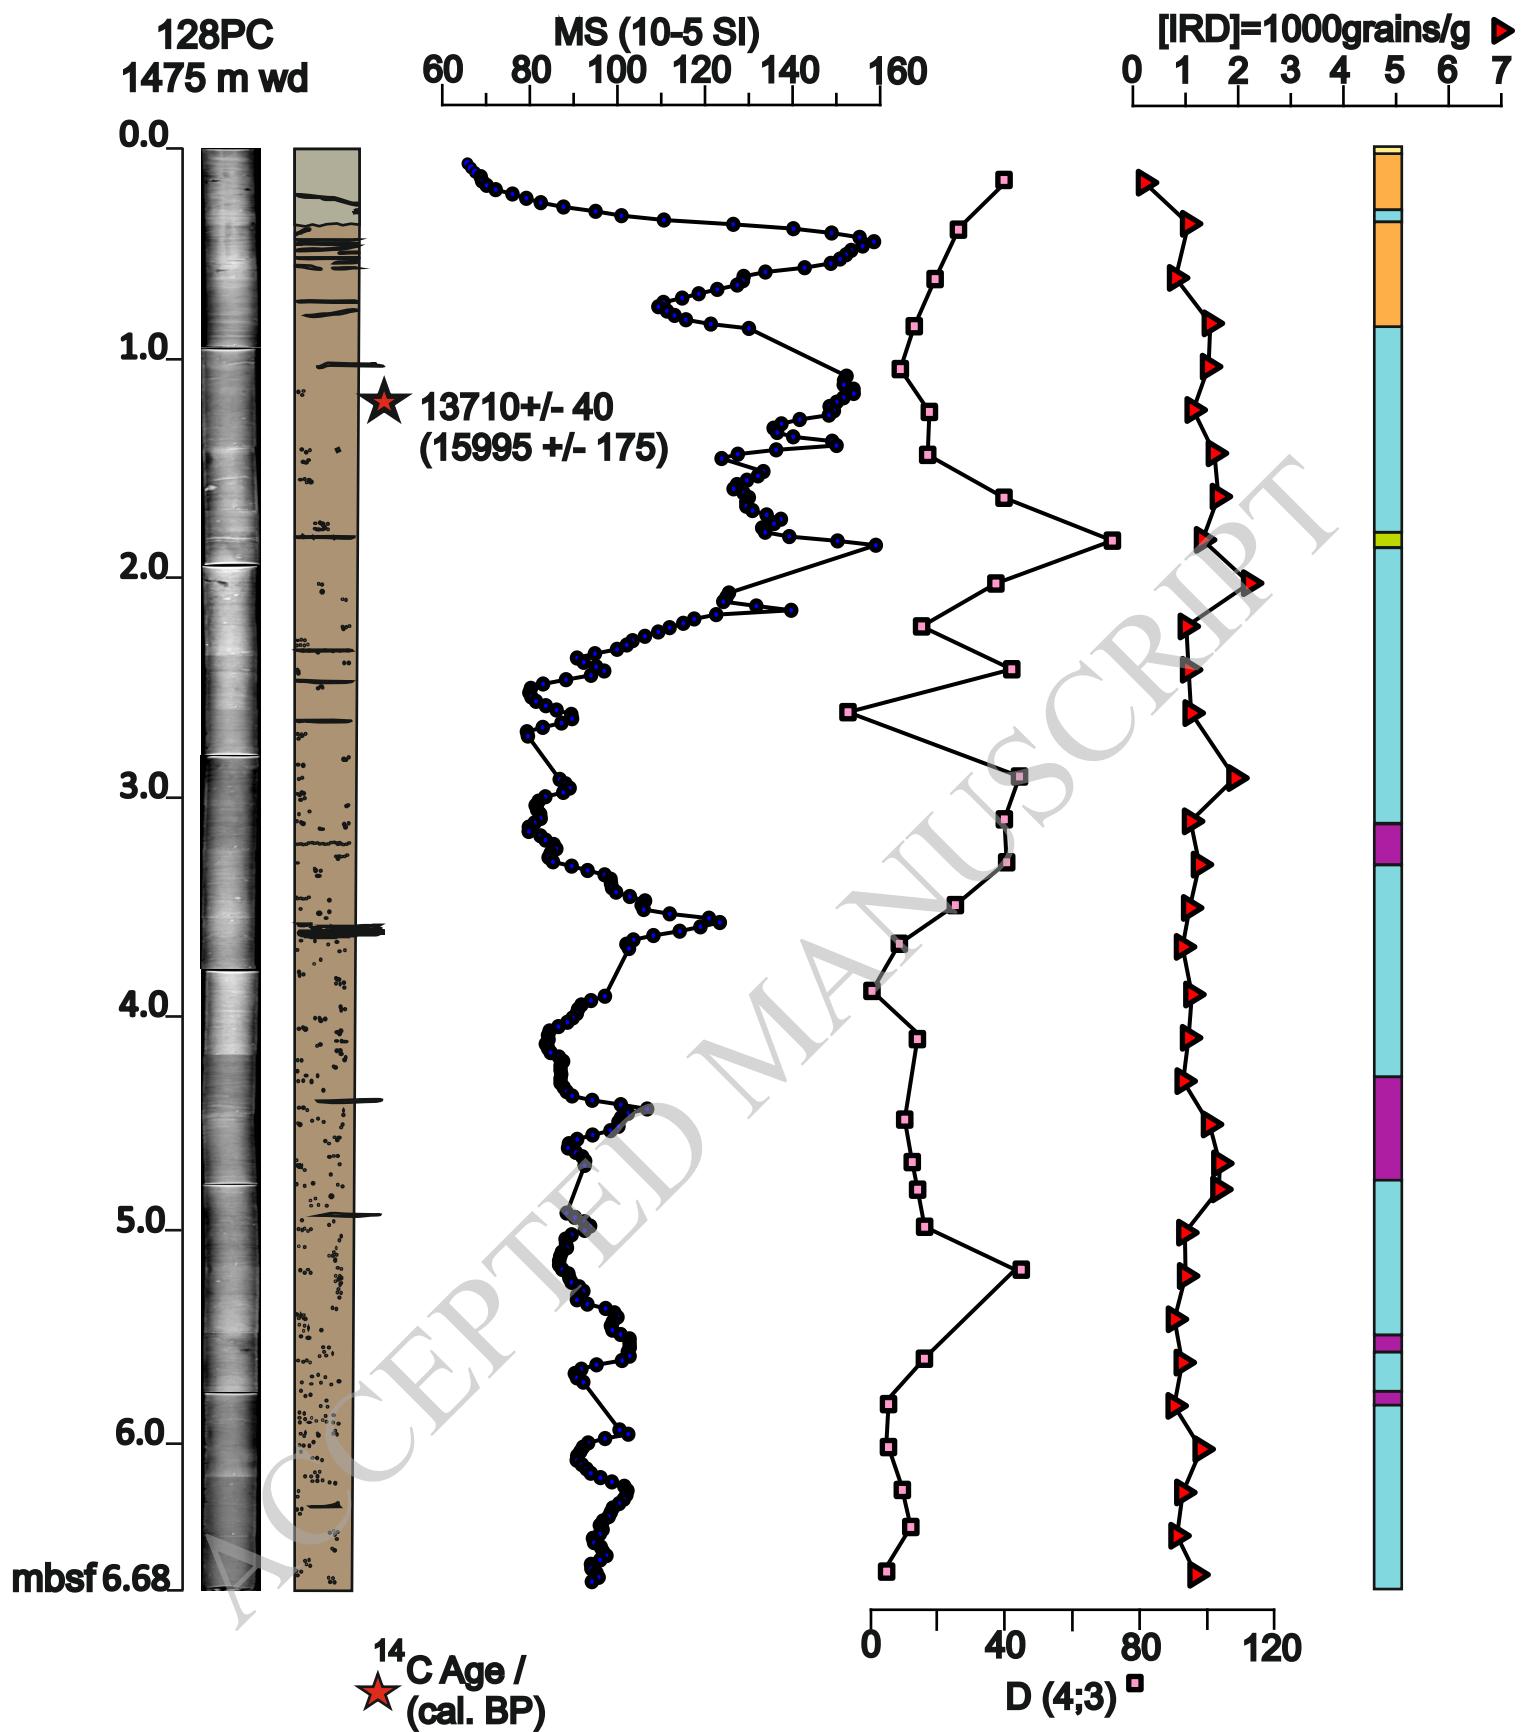 128PC
1475 m wd
MS (10-5 SI)
60 80 100 120 140 160
[IRD]=1000grains/g
0 1 2 3 4 5 6 7
0.0
1.0
13710+/- 40
(15995 +/- 175)
2.0
3.0
4.0
5.0
6.0
mbsf 6.68
ACCEPTED MANUSCRIPT
0 40 80 120
D (4;3)
14C Age /
(cal. BP)